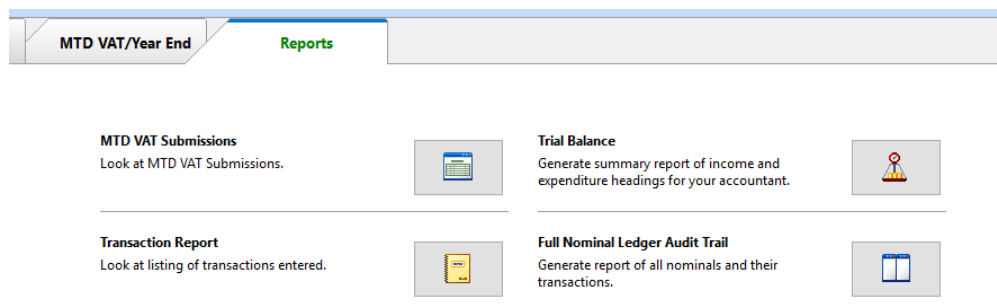 MTD VAT/Year End
Reports
MTD VAT Submissions
Look at MTD VAT Submissions.
Trial Balance
Generate summary report of income and
expenditure headings for your accountant.
Transaction Report
Look at listing of transactions entered.
Full Nominal Ledger Audit Trail
Generate report of all nominals and their
transactions.